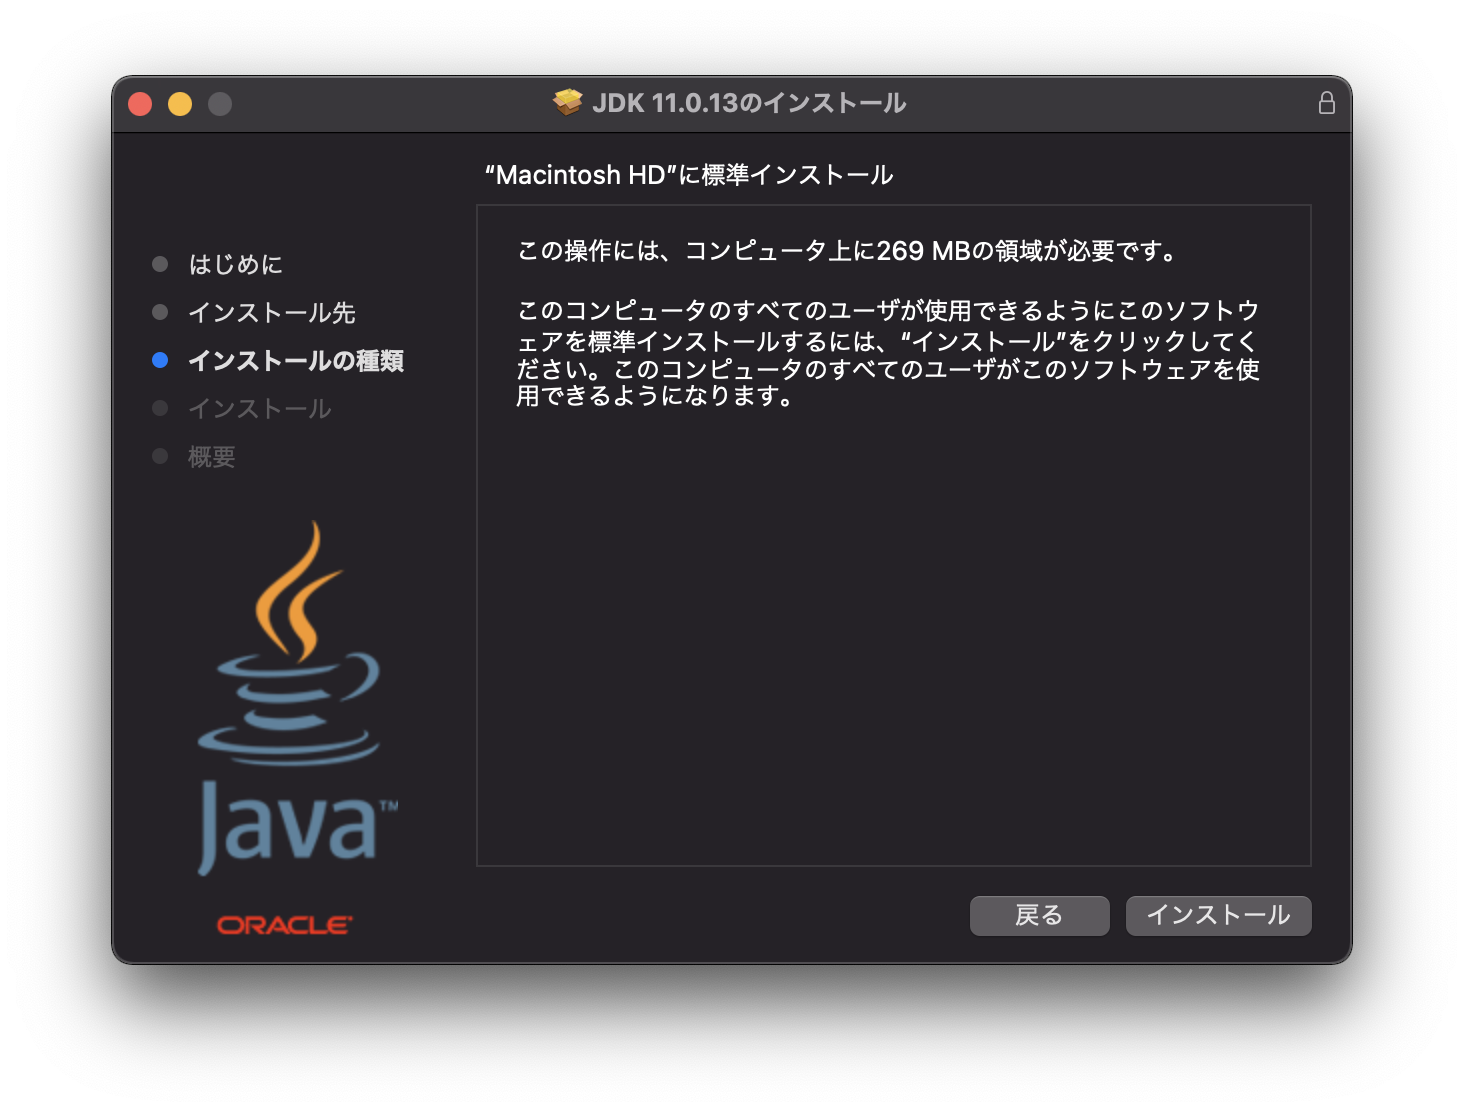 JDK 11.0.13のインストール
“Macintosh HD”に標準インストール
はじめに
インストール先
インストールの種類
インストール
概要
この操作には、コンピュータ上に269 MBの領域が必要です。
このコンピュータのすべてのユーザが使用できるようにこのソフトウ
ェアを標準インストールするには、“インストール”をクリックしてく
ださい。このコンピュータのすべてのユーザがこのソフトウェアを使
用できるようになります。
Java™
ORACLE®
戻る
インストール